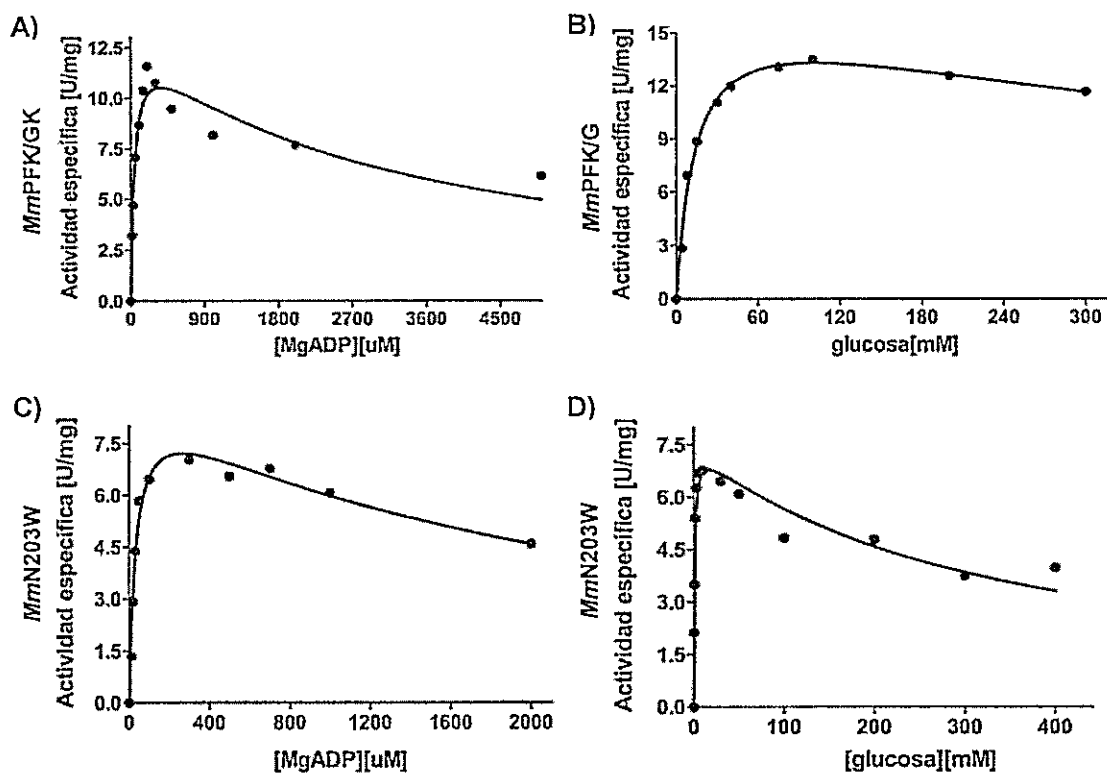 A)
MmPFK/GK
Actividad específica [U/mg]
12.5
10.0
7.5
5.0
2.5
0.0
0 900 1800 2700 3600 4500
[MgADP][uM]
B)
MmPFK/G
Actividad específica [U/mg]
15
12
9
6
3
0
0 60 120 180 240 300
glucosa[mM]
C)
MmN203W
Actividad específica [U/mg]
7.5
6.0
4.5
3.0
1.5
0.0
0 400 800 1200 1600 2000
[MgADP][uM]
D)
MmN203W
Actividad específica [U/mg]
7.5
6.0
4.5
3.0
1.5
0.0
0 100 200 300 400
[glucosa][mM]